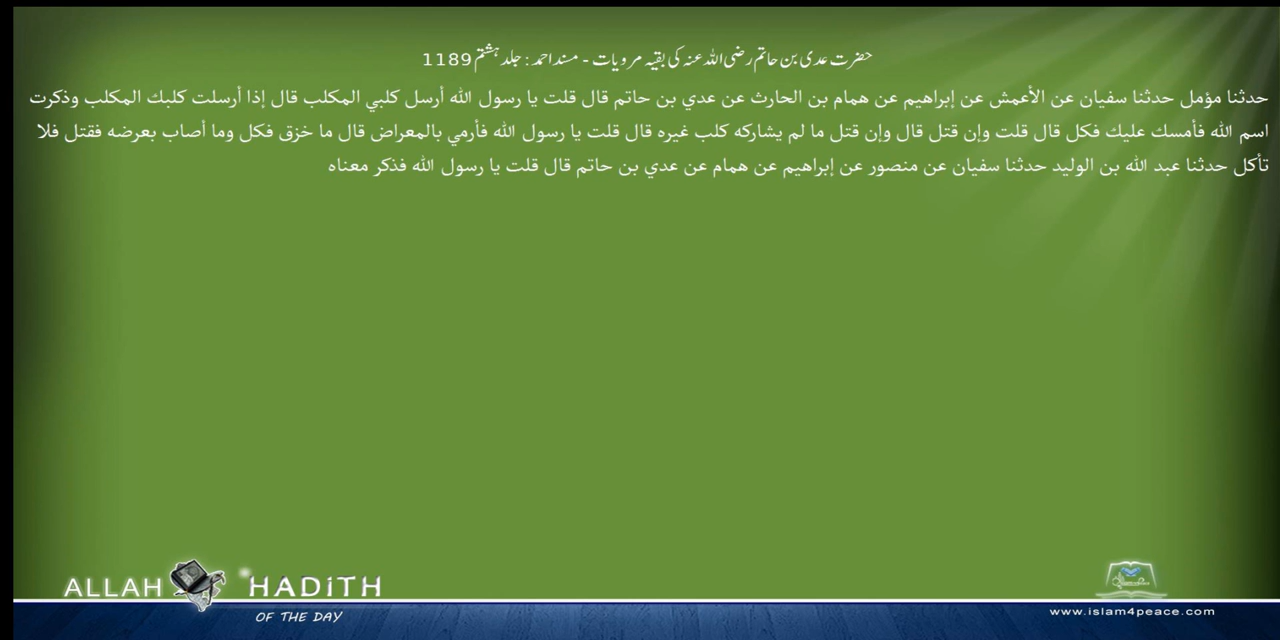 حضرت عدی بن حاتم رضی اللہ عنہ کی بقیہ مرویات - مسند احمد : جلد ہشتم 1189
حدثنا مؤمل حدثنا سفيان عن الأعمش عن إبراهيم عن همام بن الحارث عن عدي بن حاتم قال قلت يا رسول الله أرسل كلبي المكلب قال إذا أرسلت كلبك المكلب وذكرت
اسم الله فأمسك عليك فكل قال قلت وإن قتل قال وإن قتل ما لم يشاركه كلب غيره قال قلت يا رسول الله فأرمي بالمعراض قال ما خزق فكل وما أصاب بعرضه فقتل فلا
تأكل حدثنا عبد الله بن الوليد حدثنا سفيان عن منصور عن إبراهيم عن همام عن عدي بن حاتم قال قلت يا رسول الله فذكر معناه
ALLAH HADITH
OF THE DAY
www.islam4peace.com